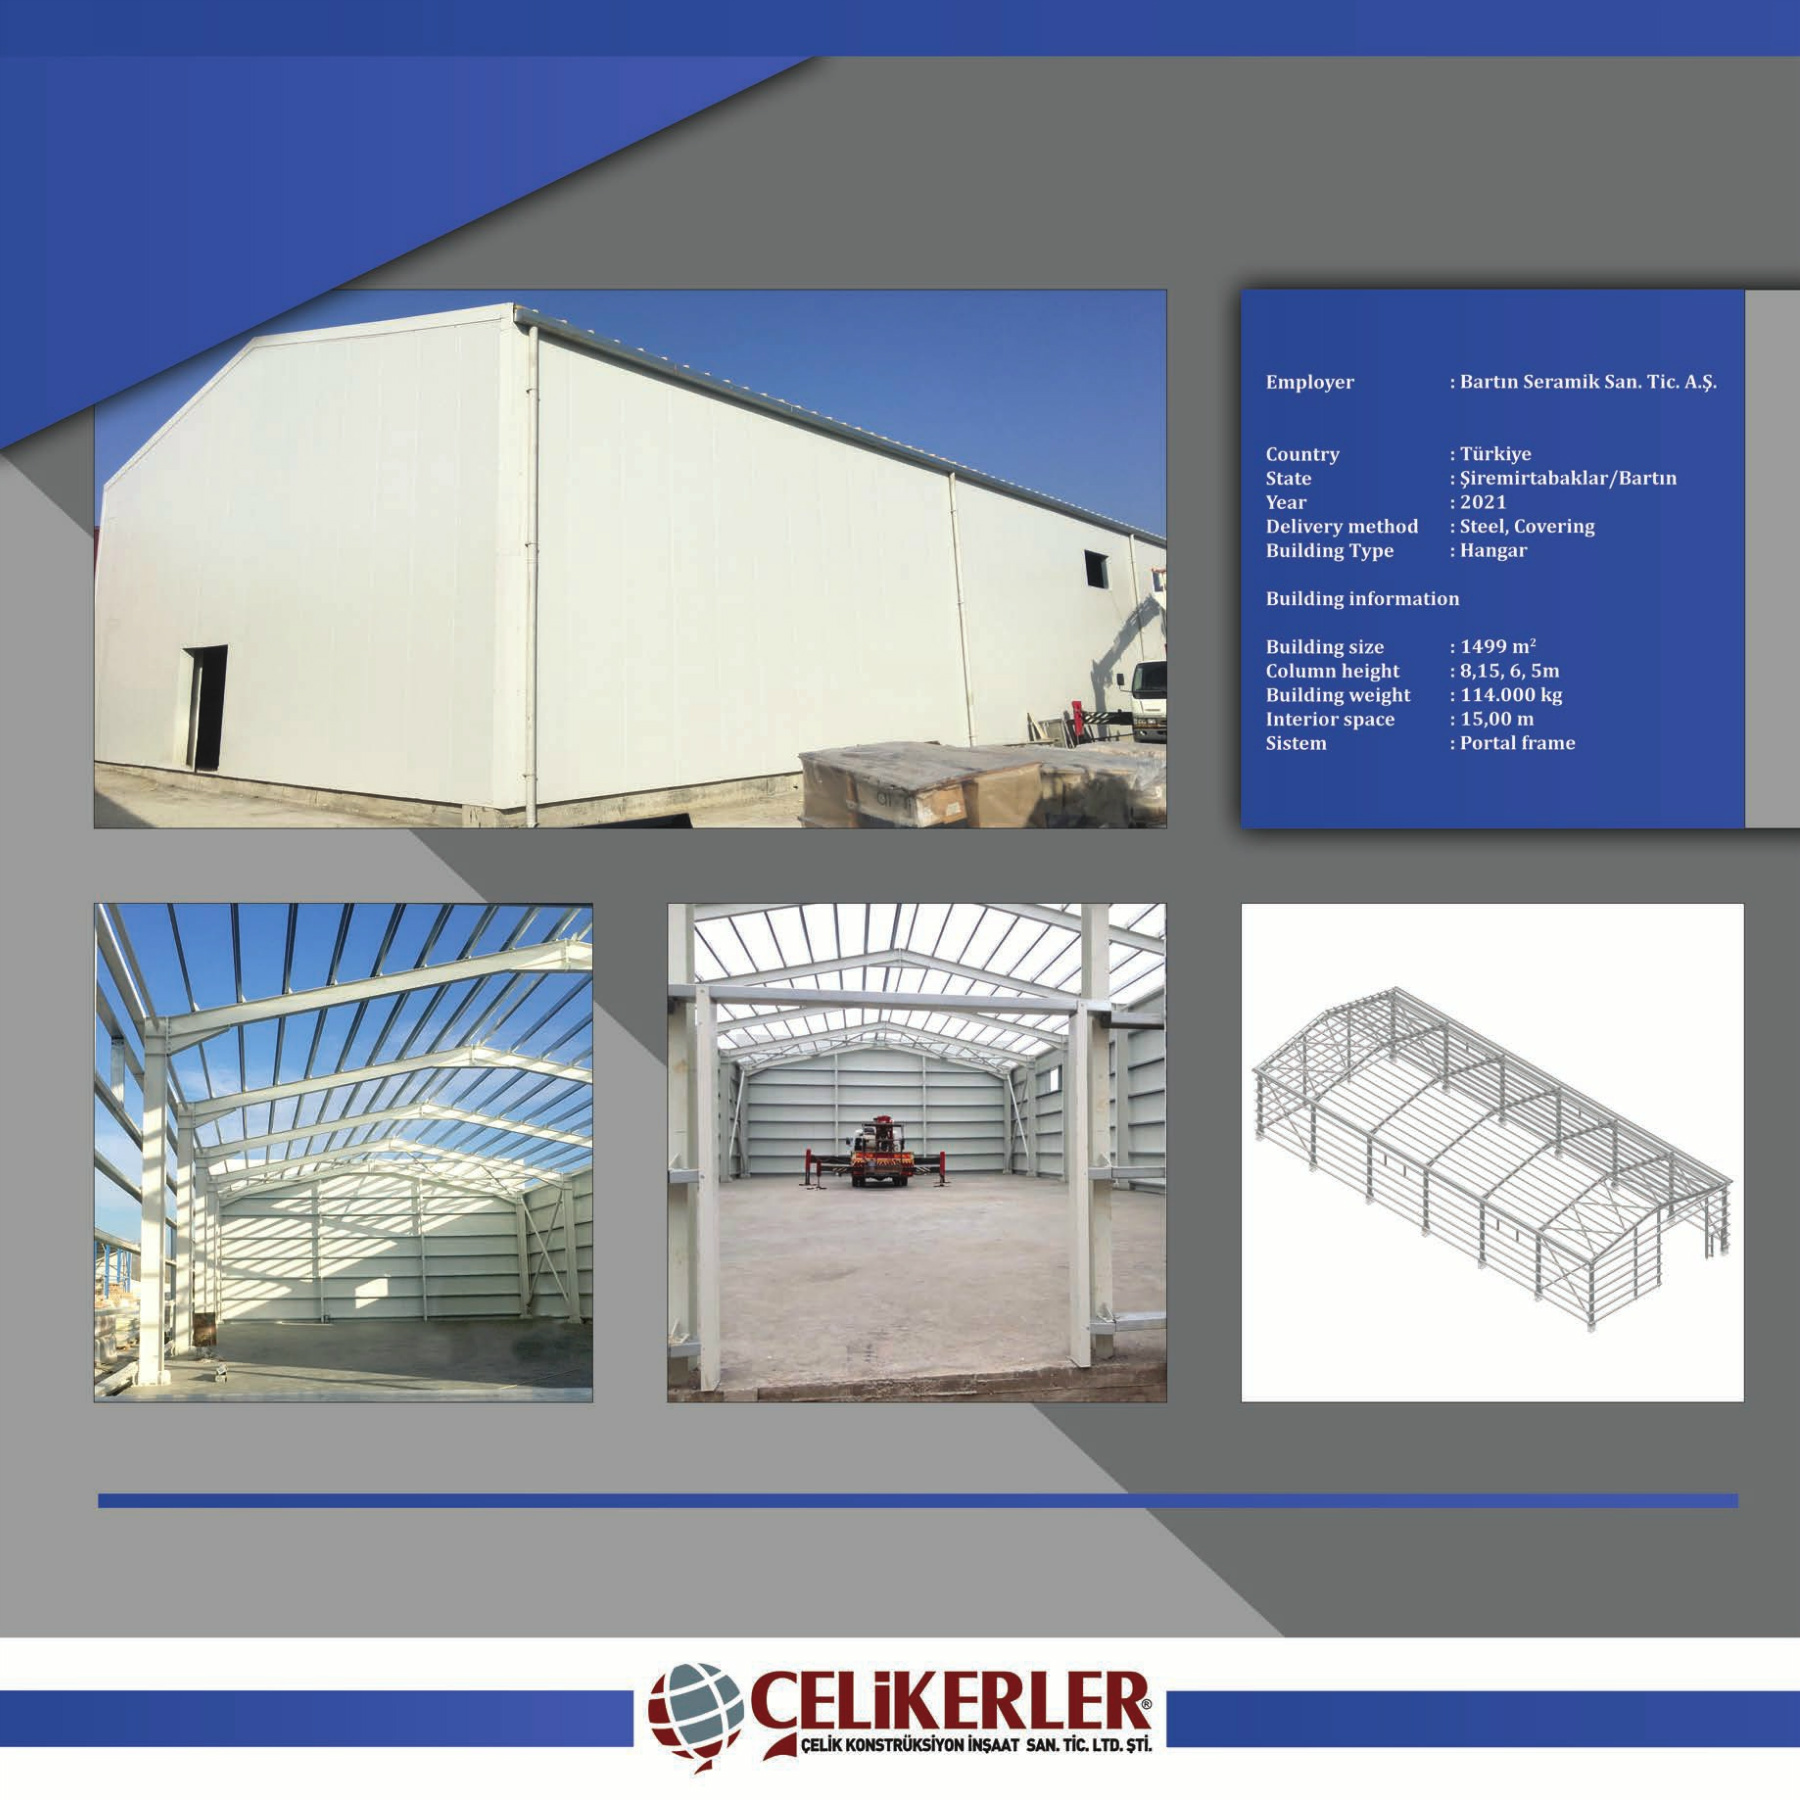 Employer : Bartın Seramik San. Tic. A.Ş.
Country : Türkiye
State : Şiremirtabaklar/Bartın
Year : 2021
Delivery method : Steel, Covering
Building Type : Hangar
Building information
Building size : 1499 m²
Column height : 8,15, 6, 5m
Building weight : 114.000 kg
Interior space : 15,00 m
Sistem : Portal frame
ÇELiKERLER®
ÇELİK KONSTRÜKSİYON İNŞAAT SAN. TİC. LTD. ŞTİ.